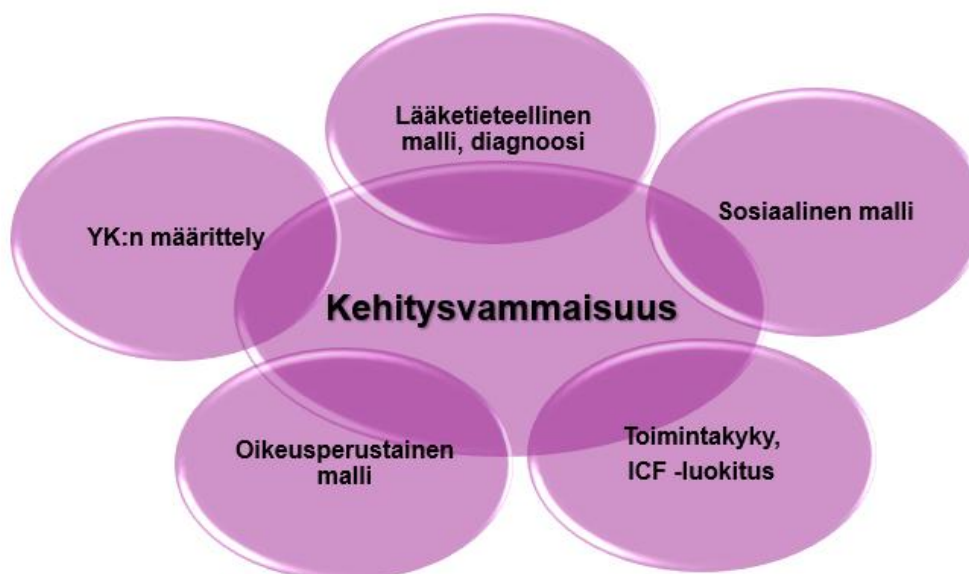 Lääketieteellinen
malli, diagnoosi
Sosiaalinen malli
YK:n määrittely
Kehitysvammaisuus
Toimintakyky,
ICF -luokitus
Oikeusperustainen
malli